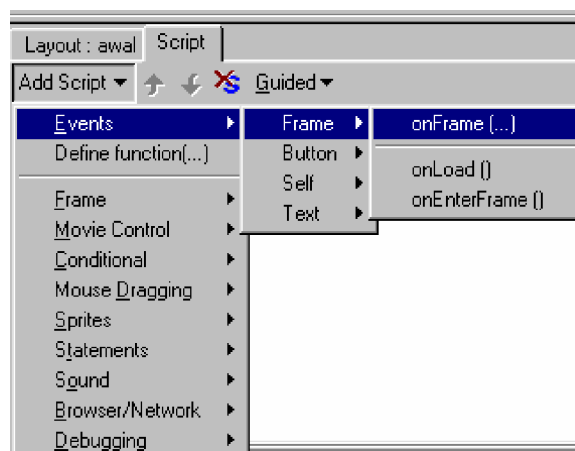 Layout : awal Script
Add Script Guided
Events Frame onFrame (...)
Define function(...) Button onLoad ()
Self onEnterFrame ()
Frame Text
Movie Control
Conditional
Mouse Dragging
Sprites
Statements
Sound
Browser/Network
Debugging